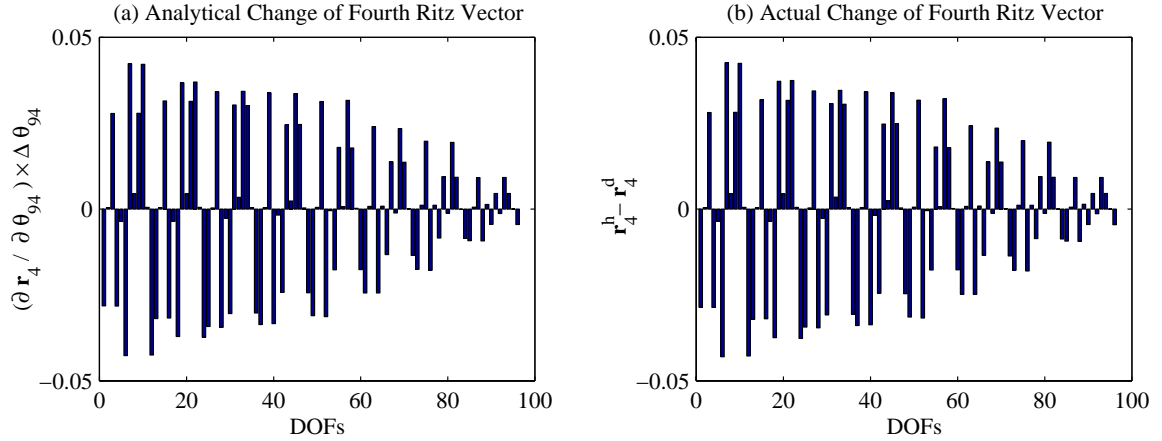 (a) Analytical Change of Fourth Ritz Vector
(∂ r₄ / ∂ θ₉₄ ) × Δ θ₉₄
0.05
0
−0.05
0 20 40 60 80 100
DOFs
(b) Actual Change of Fourth Ritz Vector
r₄ʰ − r₄ᵈ
0.05
0
−0.05
0 20 40 60 80 100
DOFs